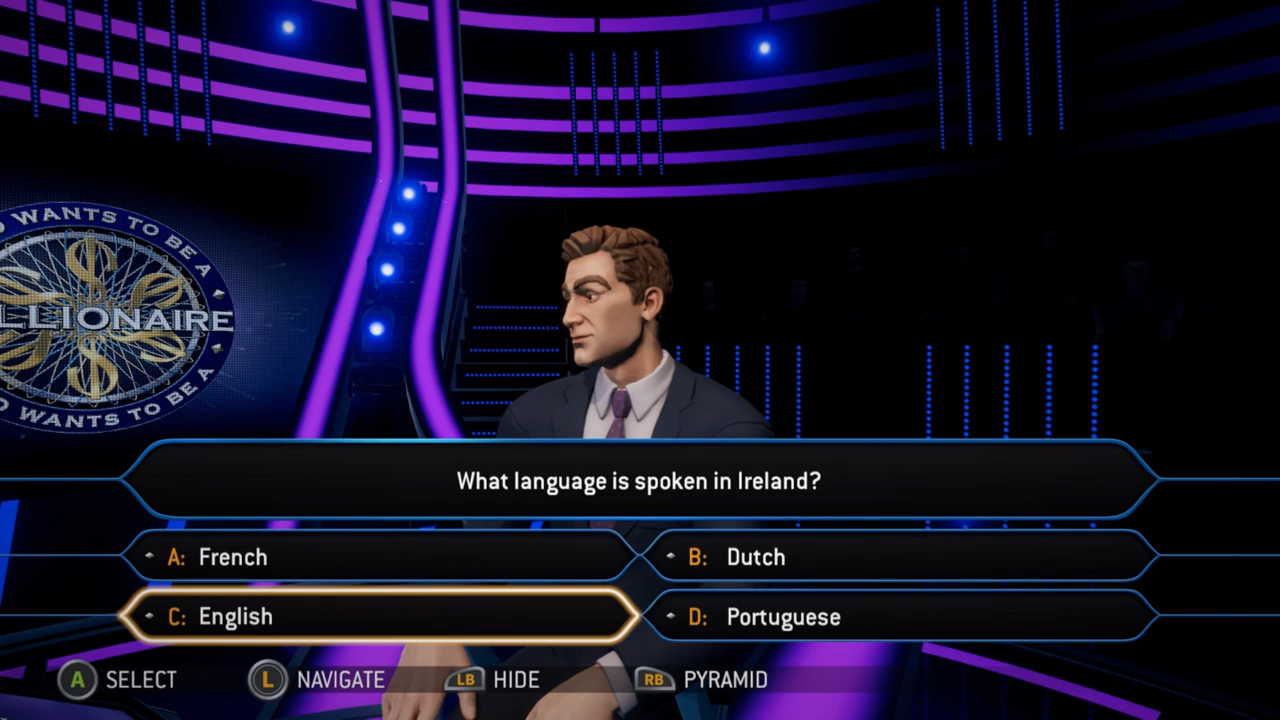 WANTS TO BE A
LLIONAIRE
WANTS TO BE A
What language is spoken in Ireland?
A: French
B: Dutch
C: English
D: Portuguese
A SELECT
L NAVIGATE
LB HIDE
RB PYRAMID